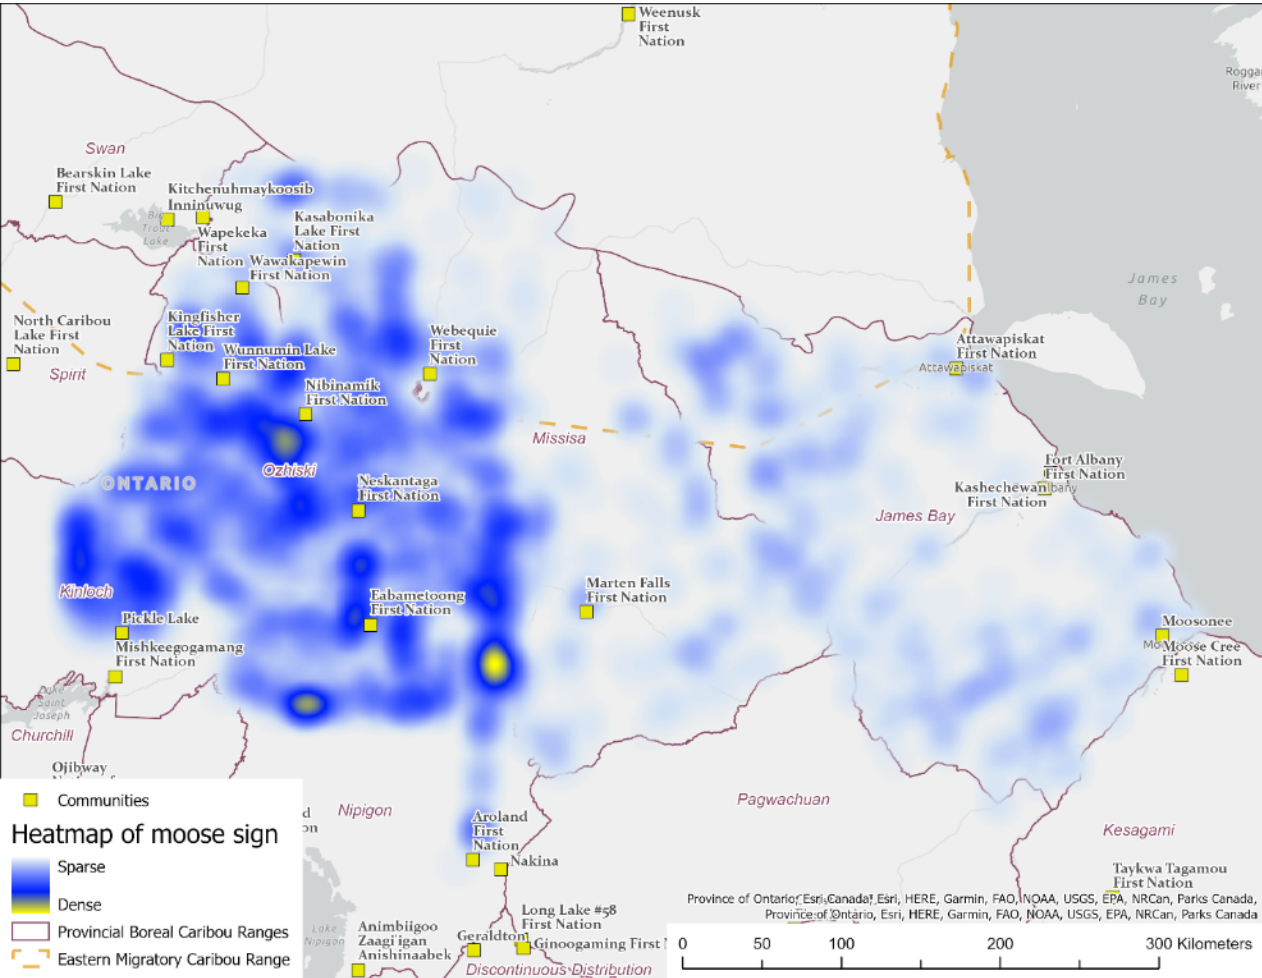 Weenusk
First
Nation
Rogga
River
Swan
Bearskin Lake
First Nation
Kitchenuhmaykoosib
Inninuwug
Big
Trout
Lake
Wapekeka
First
Nation
Kasabonika
Lake First
Nation
Wawakapewin
First Nation
James
Bay
North Caribou
Lake First
Nation
Spirit
Kingfisher
Lake First
Nation
Wunnumin Lake
First Nation
Webequie
First
Nation
Nibinamik
First Nation
Attawapiskat
First Nation
Attawapiskat
Missisa
Ozhiski
ONTARIO
Neskantaga
First Nation
Fort Albany
First Nation
Kashechewan
First Nation
lbany
James Bay
Kinloch
Pickle Lake
Mishkeegogamang
First Nation
Eabametoong
First Nation
Marten Falls
First Nation
Moosonee
Mo
Moose Cree
First Nation
Lake
Saint
Joseph
Churchill
Ojibway
Nipigon
Pagwachuan
Kesagami
Aroland
First
Nation
Nakina
d
on
Taykwa Tagamou
First Nation
Lake
Nipigon
Animbiigoo
Zaagi'igan
Anishinaabek
Geraldton
Long Lake #58
First Nation
Ginoogaming First N
Discontinuous Distribution
Communities
Heatmap of moose sign
Sparse
Dense
Provincial Boreal Caribou Ranges
Eastern Migratory Caribou Range
Province of Ontario, Esri Canada, Esri, HERE, Garmin, FAO, NOAA, USGS, EPA, NRCan, Parks Canada,
Province of Ontario, Esri, HERE, Garmin, FAO, NOAA, USGS, EPA, NRCan, Parks Canada
0 50 100 200 300 Kilometers